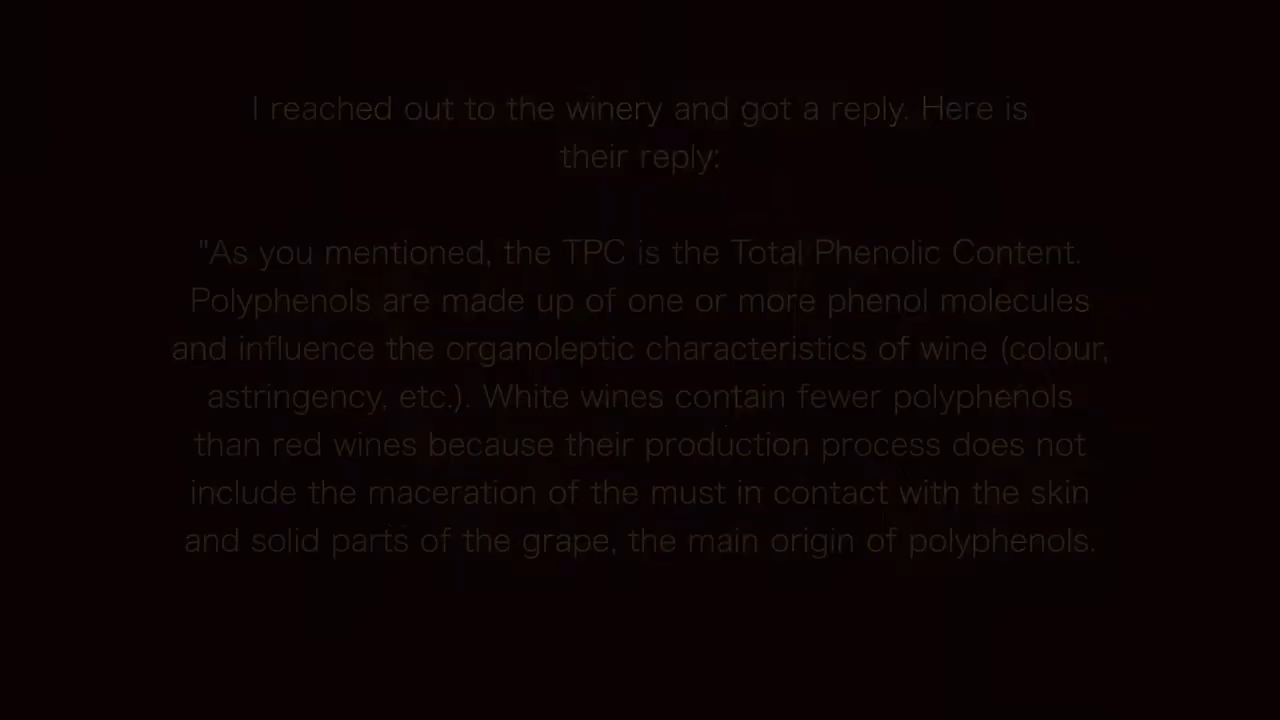 I reached out to the winery and got a reply. Here is
their reply:
"As you mentioned, the TPC is the Total Phenolic Content.
Polyphenols are made up of one or more phenol molecules
and influence the organoleptic characteristics of wine (colour,
astringency, etc.). White wines contain fewer polyphenols
than red wines because their production process does not
include the maceration of the must in contact with the skin
and solid parts of the grape, the main origin of polyphenols.